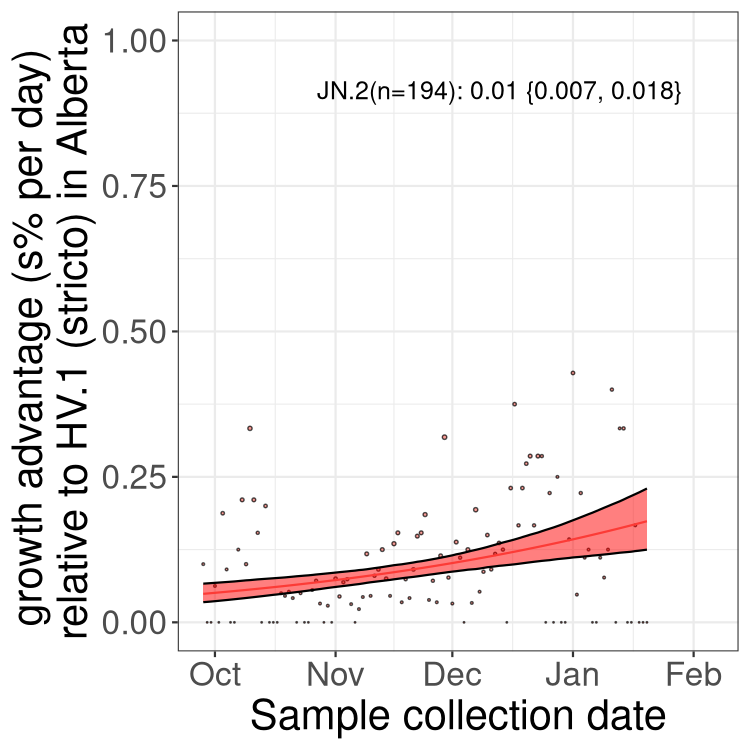 growth advantage (s% per day)
relative to HV.1 (stricto) in Alberta
1.00
0.75
0.50
0.25
0.00
JN.2(n=194): 0.01 {0.007, 0.018}
Oct Nov Dec Jan Feb
Sample collection date